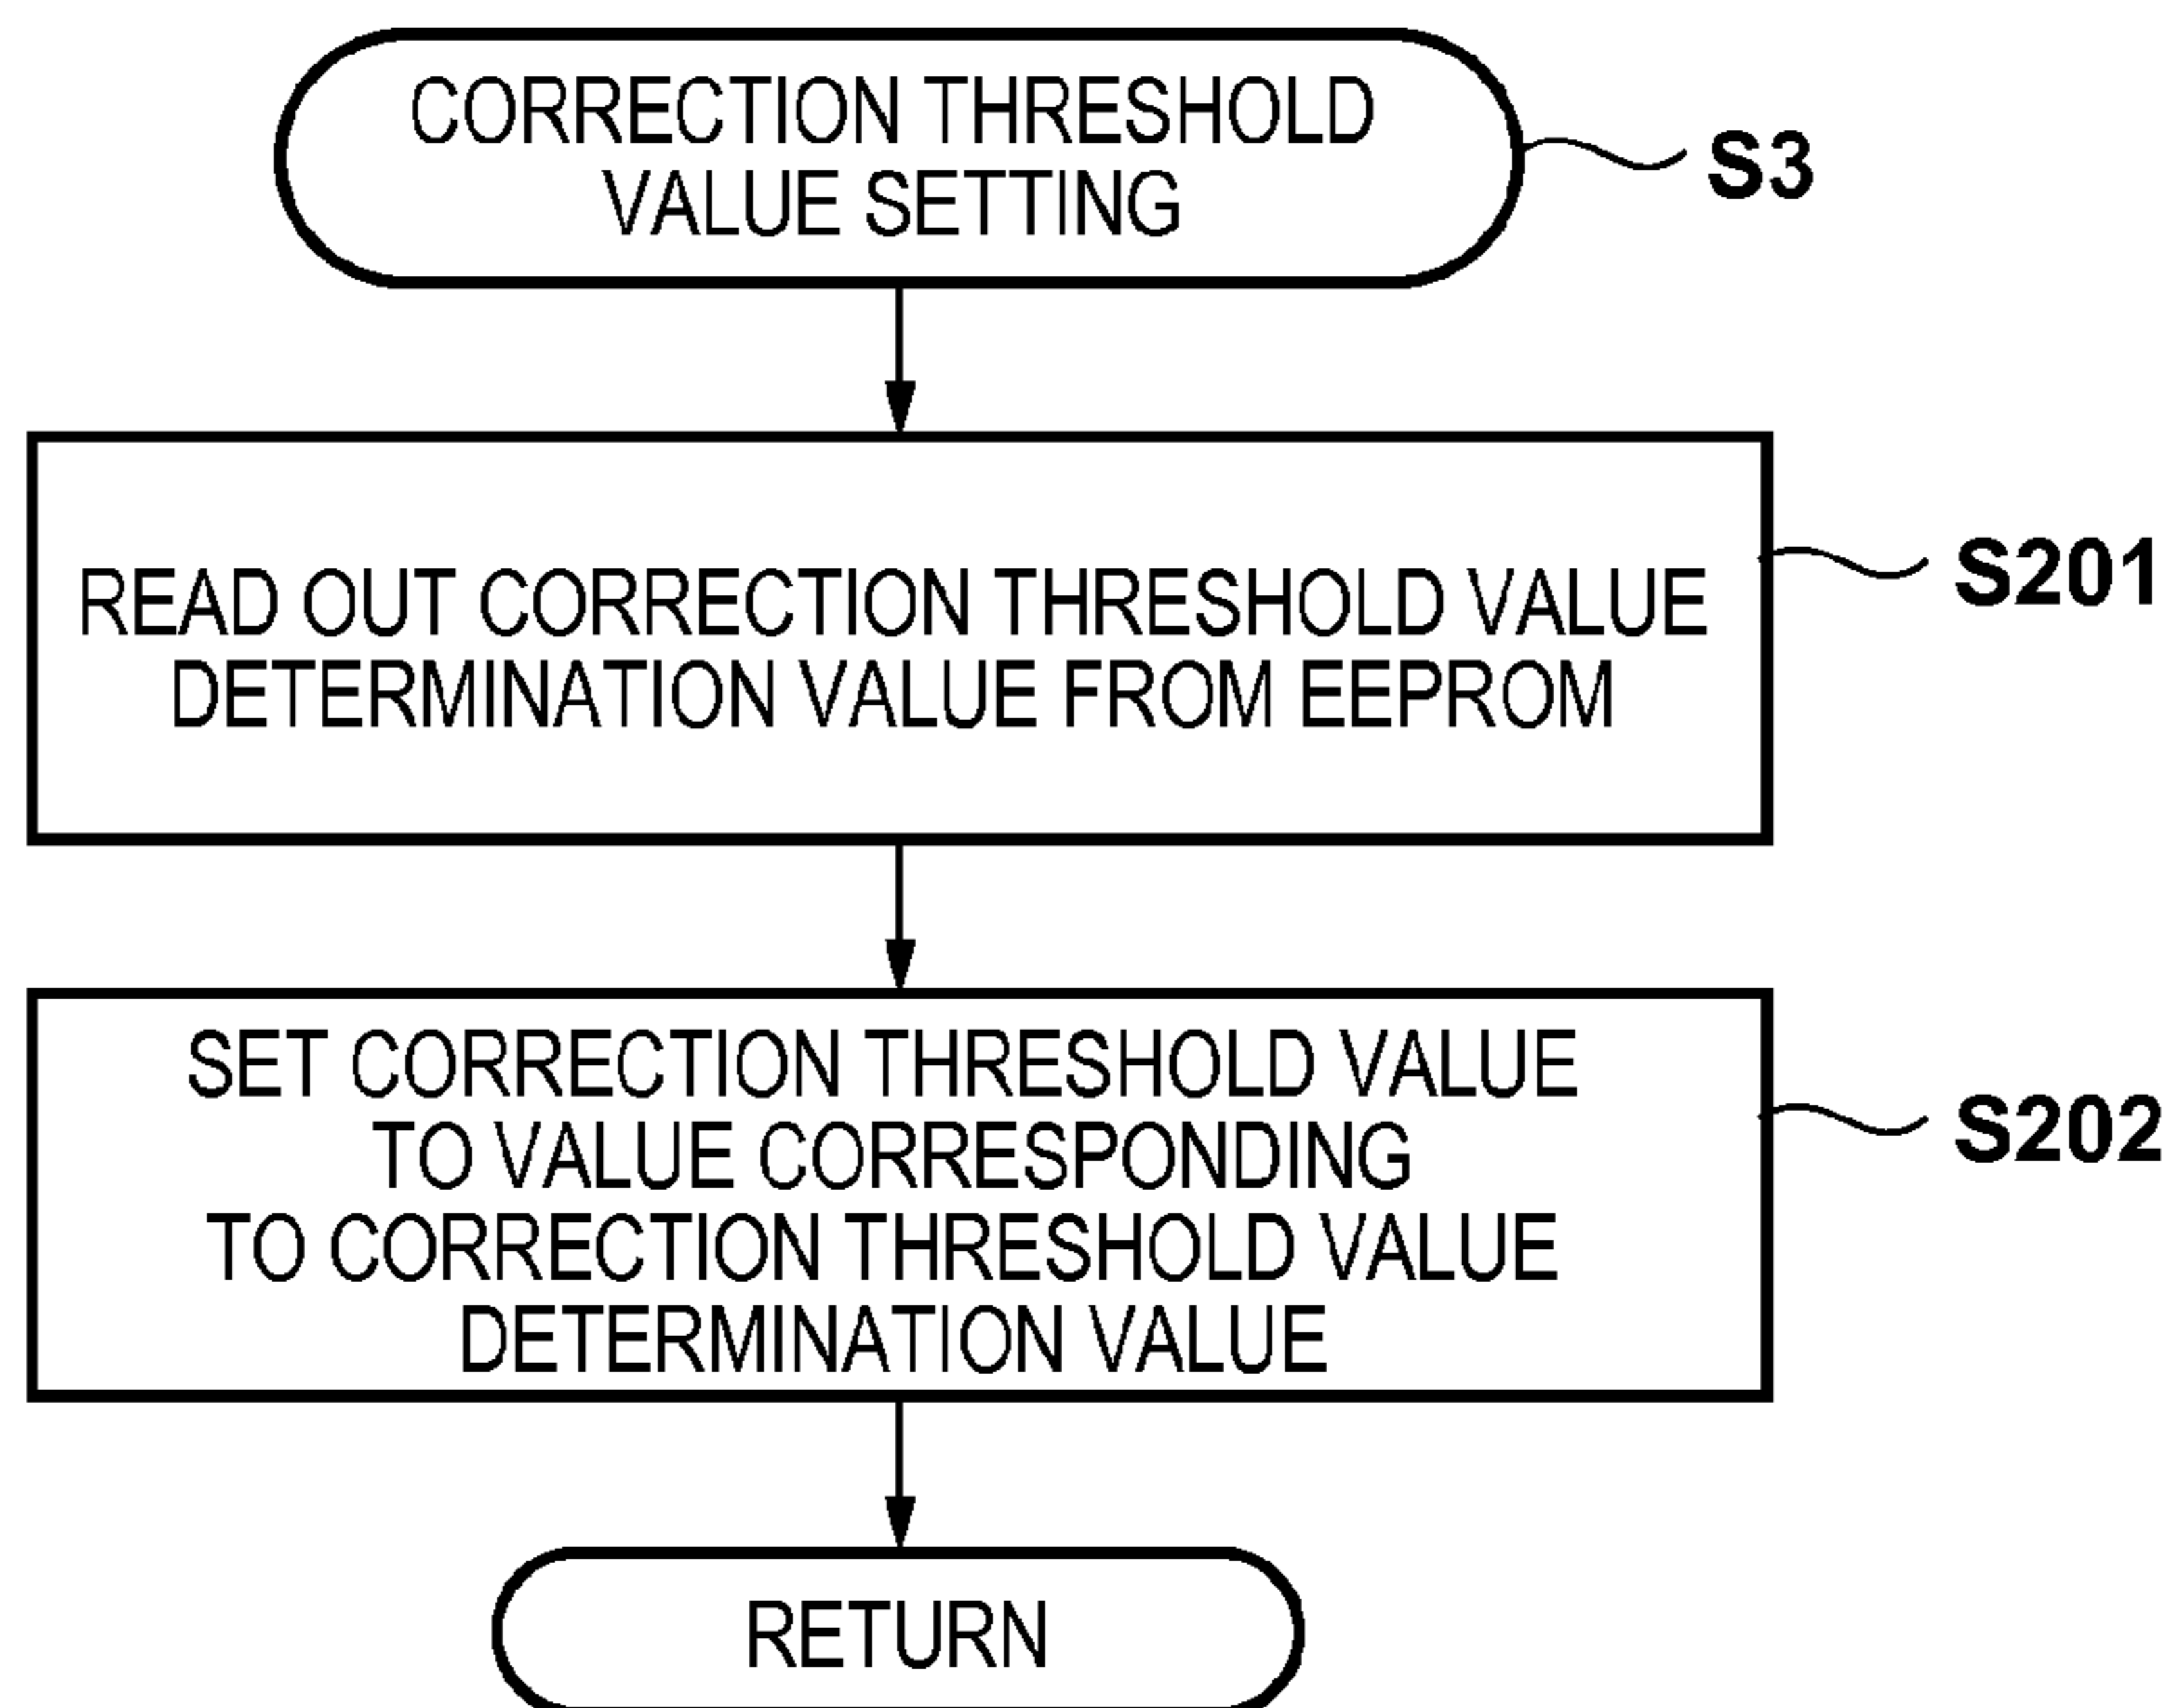 CORRECTION THRESHOLD
VALUE SETTING
S3
READ OUT CORRECTION THRESHOLD VALUE
DETERMINATION VALUE FROM EEPROM
S201
SET CORRECTION THRESHOLD VALUE
TO VALUE CORRESPONDING
TO CORRECTION THRESHOLD VALUE
DETERMINATION VALUE
S202
RETURN